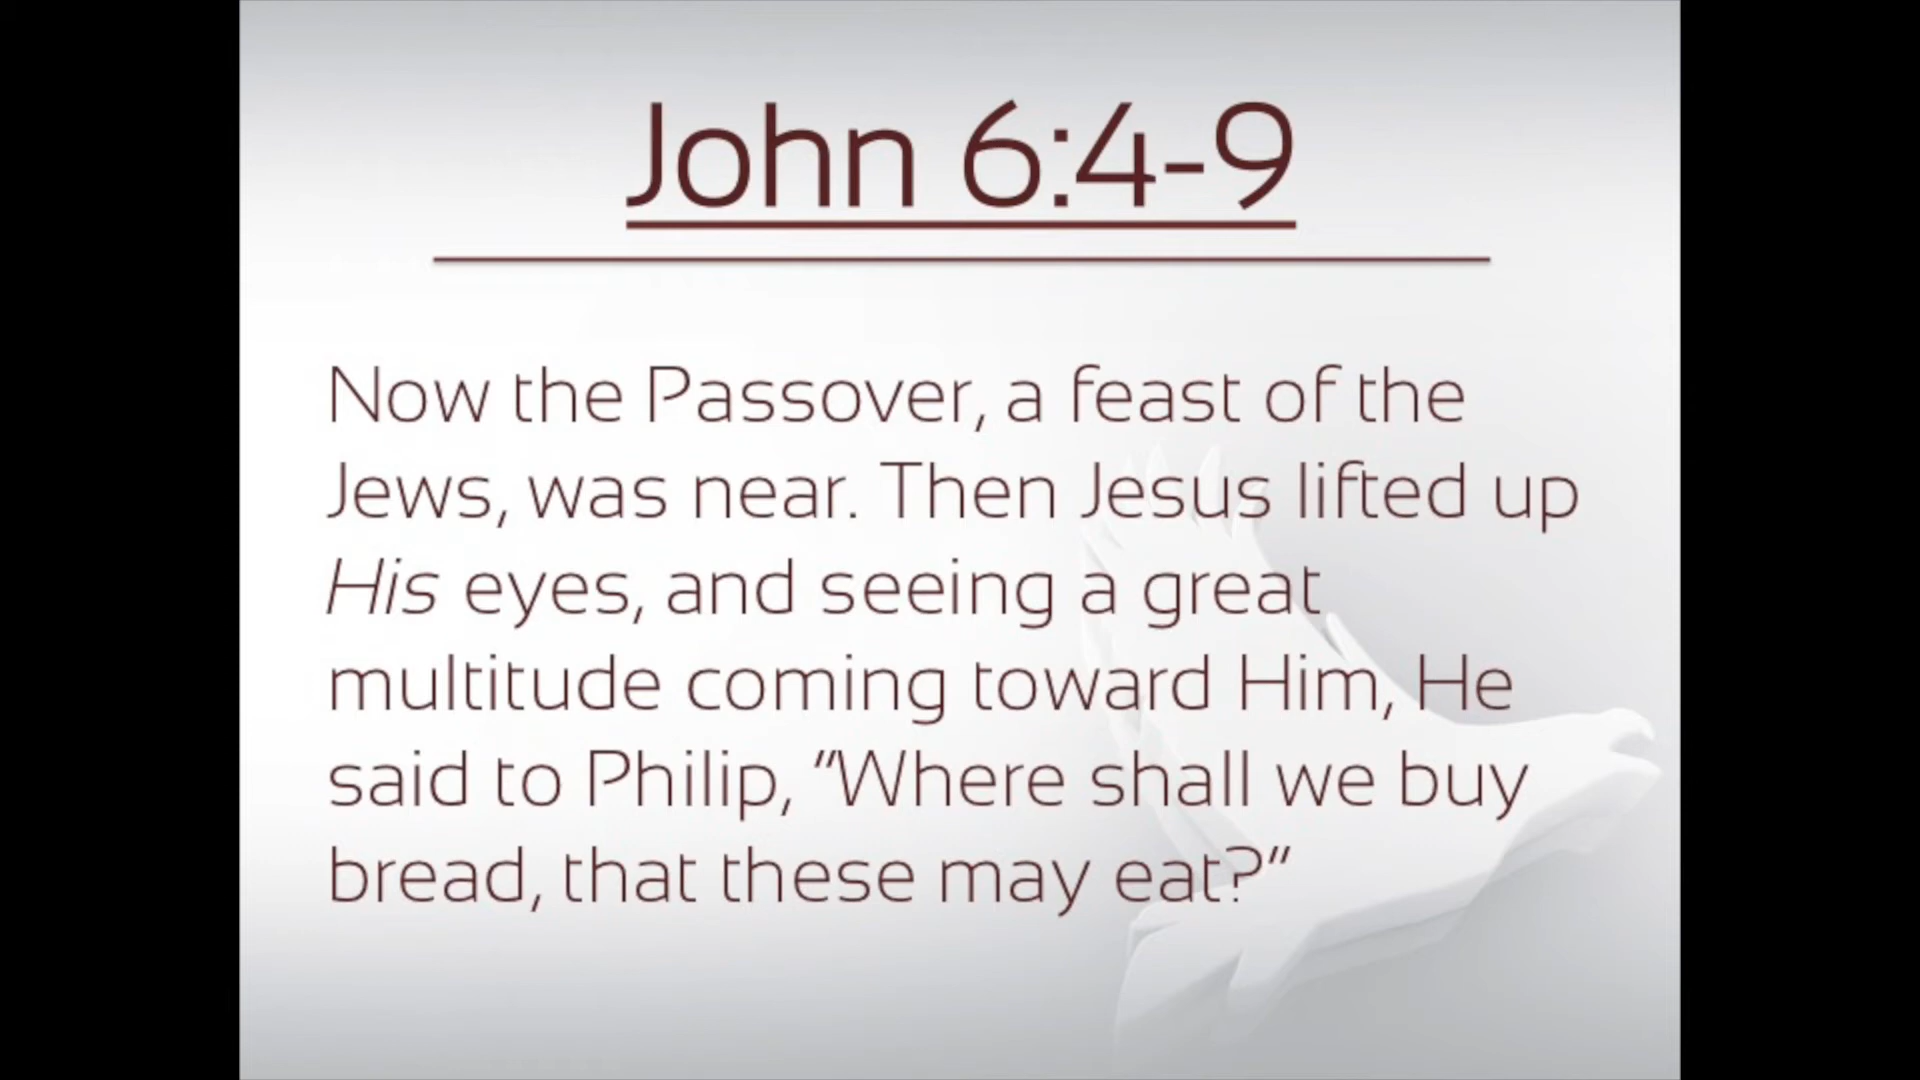 John 6:4-9
Now the Passover, a feast of the
Jews, was near. Then Jesus lifted up
His eyes, and seeing a great
multitude coming toward Him, He
said to Philip, “Where shall we buy
bread, that these may eat?”